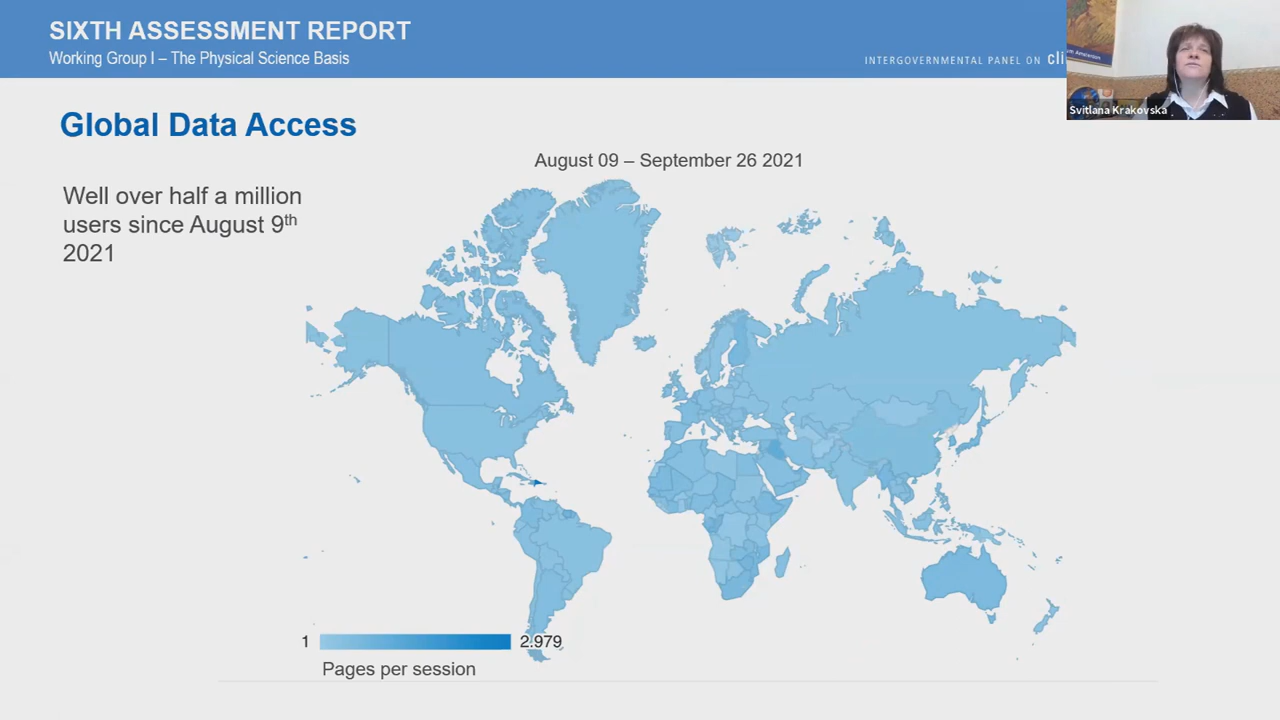 SIXTH ASSESSMENT REPORT
Working Group I – The Physical Science Basis
INTERGOVERNMENTAL PANEL ON cli
Svitlana Krakovska
Global Data Access
August 09 – September 26 2021
Well over half a million
users since August 9th
2021
1
2.979
Pages per session